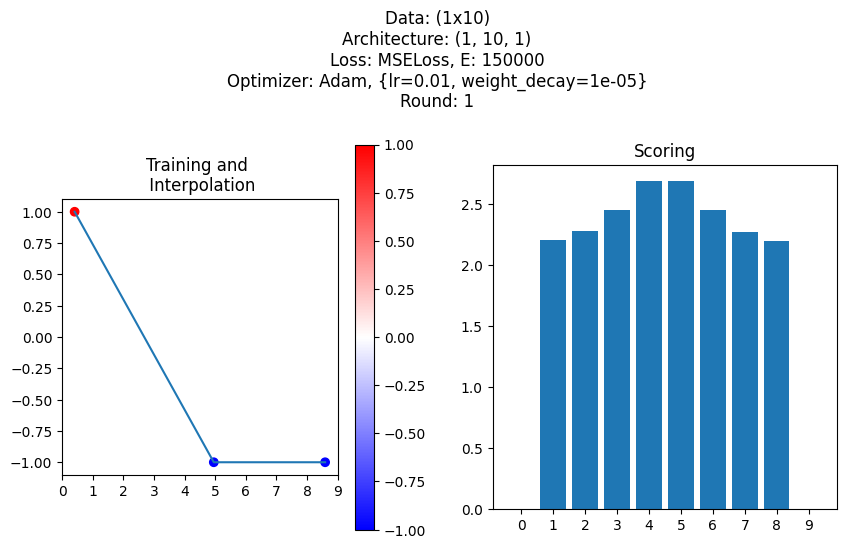 Data: (1x10)
Architecture: (1, 10, 1)
Loss: MSELoss, E: 150000
Optimizer: Adam, {lr=0.01, weight_decay=1e-05}
Round: 1
Training and
Interpolation
1.00
0.75
0.50
0.25
0.00
−0.25
−0.50
−0.75
−1.00
0 1 2 3 4 5 6 7 8 9
1.00
0.75
0.50
0.25
0.00
−0.25
−0.50
−0.75
−1.00
Scoring
2.5
2.0
1.5
1.0
0.5
0.0
0 1 2 3 4 5 6 7 8 9